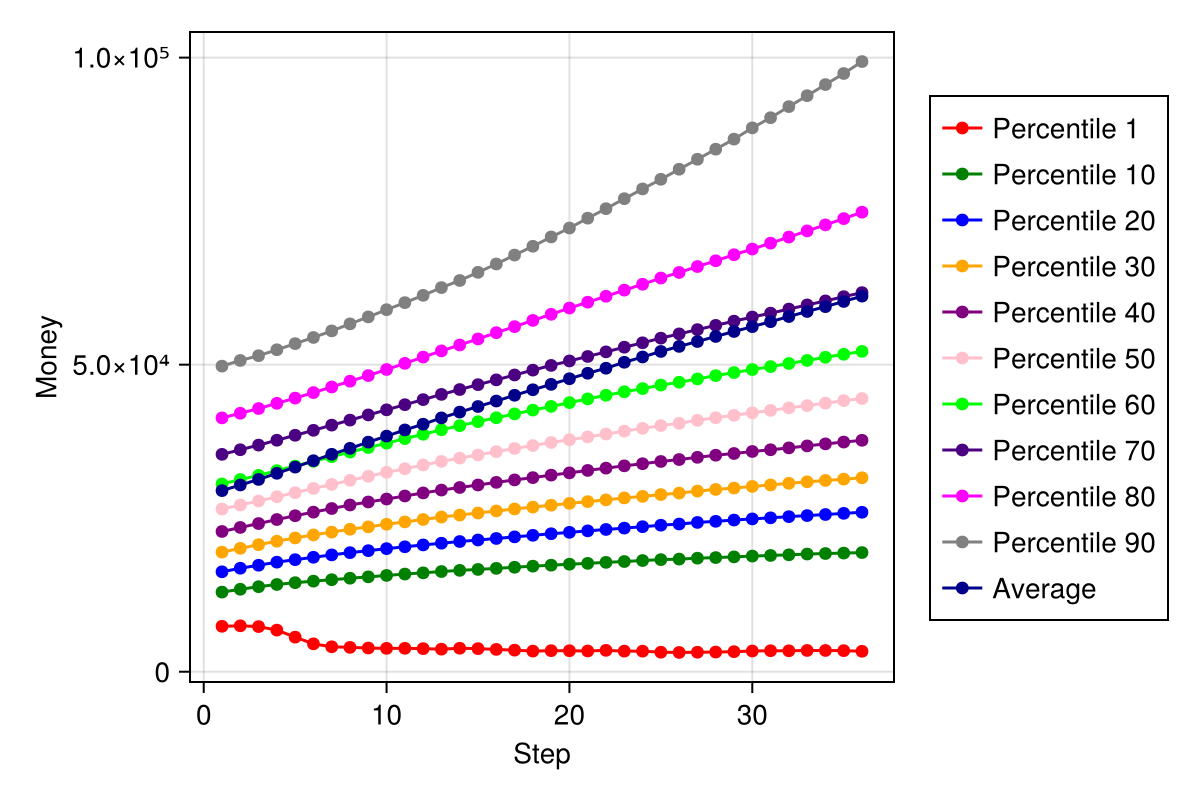 1.0×10⁵
5.0×10⁴
0
0 10 20 30
Money
Step
Percentile 1
Percentile 10
Percentile 20
Percentile 30
Percentile 40
Percentile 50
Percentile 60
Percentile 70
Percentile 80
Percentile 90
Average